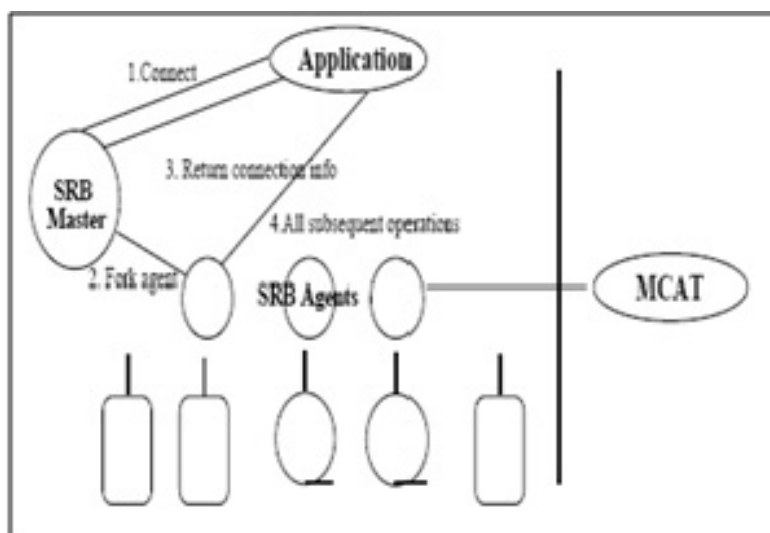 Application
1.Connect
3. Return connection info
SRB
Master
4.All subsequent operations
2. Fork agent
SRB Agents
MCAT